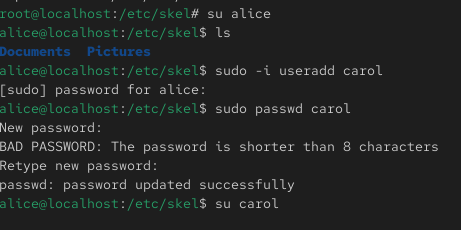 root@localhost:/etc/skel# su alice
alice@localhost:/etc/skel$ ls
Documents  Pictures
alice@localhost:/etc/skel$ sudo -i useradd carol
[sudo] password for alice:
alice@localhost:/etc/skel$ sudo passwd carol
New password:
BAD PASSWORD: The password is shorter than 8 characters
Retype new password:
passwd: password updated successfully
alice@localhost:/etc/skel$ su carol